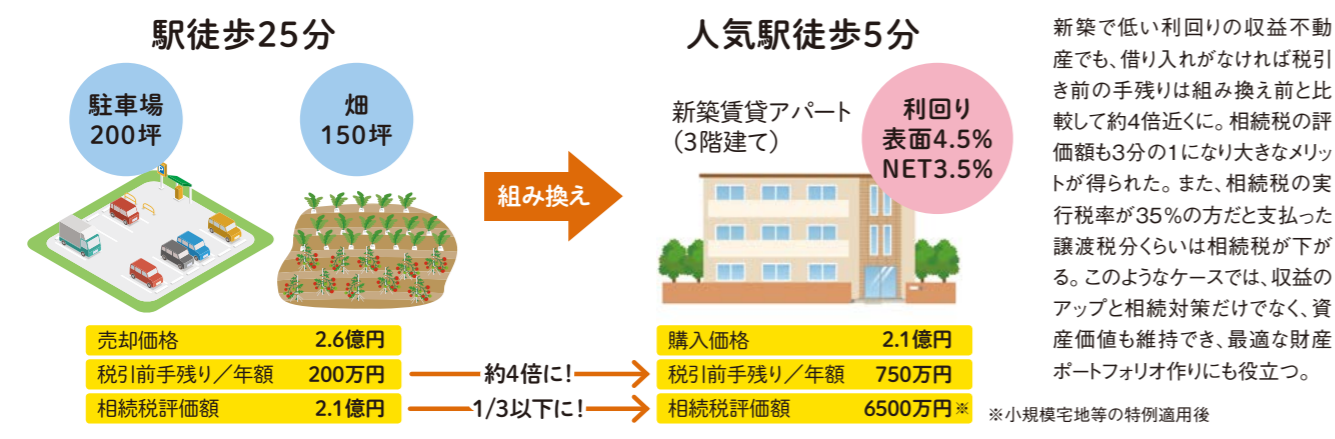 駅徒歩25分
駐車場
200坪
畑
150坪
売却価格 2.6億円
税引前手残り／年額 200万円
相続税評価額 2.1億円
組み換え
約4倍に!
1/3以下に!
人気駅徒歩5分
新築賃貸アパート
（3階建て）
利回り
表面4.5%
NET3.5%
購入価格 2.1億円
税引前手残り／年額 750万円
相続税評価額 6500万円※
新築で低い利回りの収益不動
産でも、借り入れがなければ税引
き前の手残りは組み換え前と比
較して約4倍近くに。相続税の評
価額も3分の1になり大きなメリッ
トが得られた。また、相続税の実
行税率が35％の方だと支払った
譲渡税分くらいは相続税が下が
る。このようなケースでは、収益の
アップと相続対策だけでなく、資
産価値も維持でき、最適な財産
ポートフォリオ作りにも役立つ。
※小規模宅地等の特例適用後